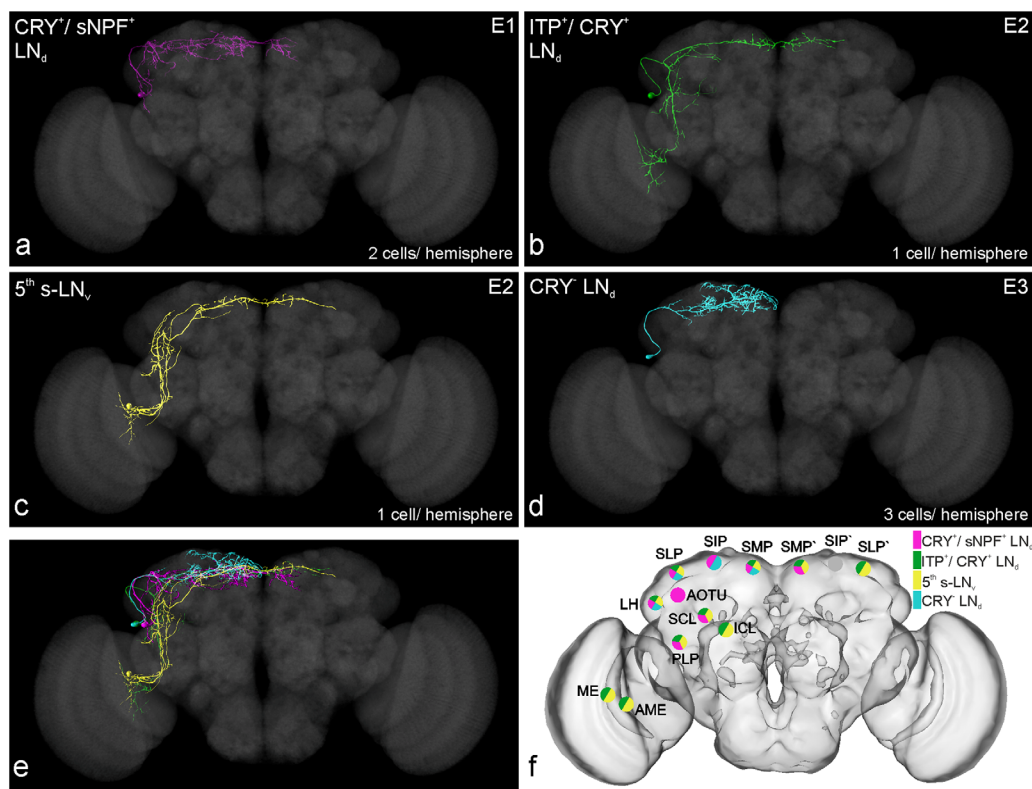 CRY⁺/ sNPF⁺
LNd
E1
a
2 cells/ hemisphere
ITP⁺/ CRY⁺
LNd
E2
b
1 cell/ hemisphere
5th s-LNv
E2
c
1 cell/ hemisphere
CRY⁻ LNd
E3
d
3 cells/ hemisphere
e
SLP
SIP
SMP
SMP`
SIP`
SLP`
LH
AOTU
SCL
ICL
PLP
ME
AME
CRY⁺/ sNPF⁺ LNd
ITP⁺/ CRY⁺ LNd
5th s-LNv
CRY⁻ LNd
f